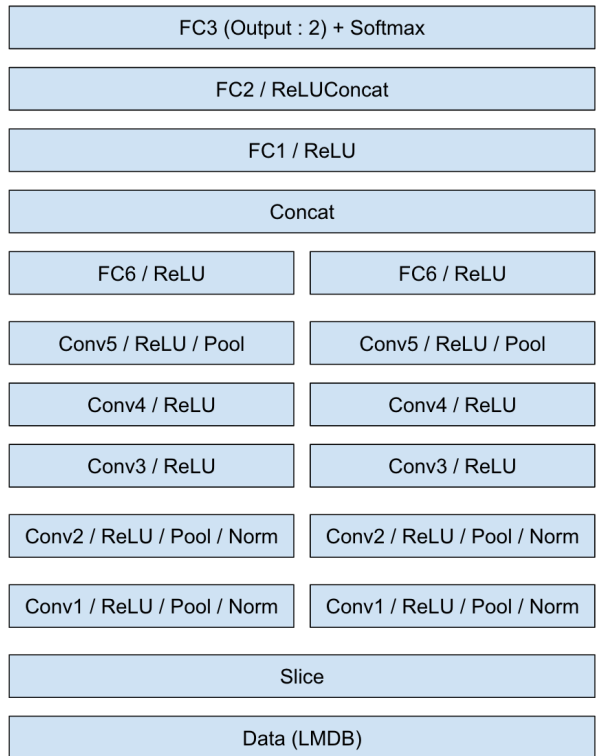 FC3 (Output : 2) + Softmax
FC2 / ReLUConcat
FC1 / ReLU
Concat
FC6 / ReLU
FC6 / ReLU
Conv5 / ReLU / Pool
Conv5 / ReLU / Pool
Conv4 / ReLU
Conv4 / ReLU
Conv3 / ReLU
Conv3 / ReLU
Conv2 / ReLU / Pool / Norm
Conv2 / ReLU / Pool / Norm
Conv1 / ReLU / Pool / Norm
Conv1 / ReLU / Pool / Norm
Slice
Data (LMDB)